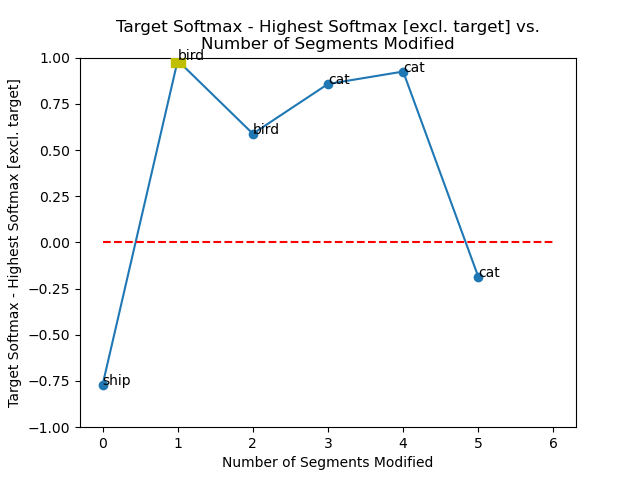 Target Softmax - Highest Softmax [excl. target] vs.
Number of Segments Modified
Target Softmax - Highest Softmax [excl. target]
1.00
0.75
0.50
0.25
0.00
−0.25
−0.50
−0.75
−1.00
bird
bird
cat
cat
cat
ship
0 1 2 3 4 5 6
Number of Segments Modified